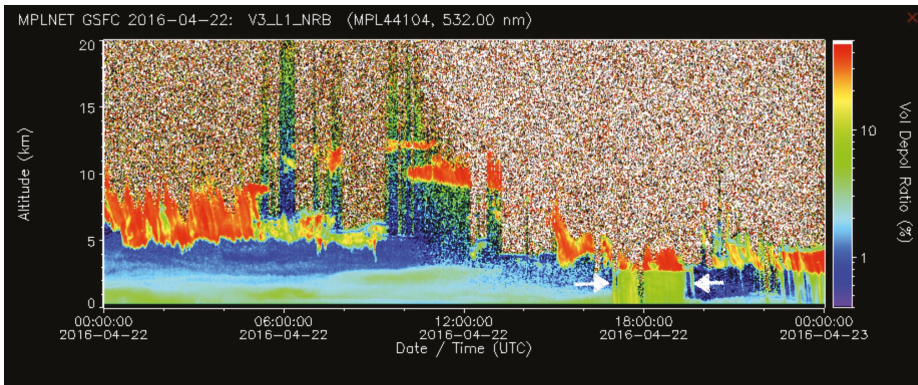 MPLNET GSFC 2016-04-22: V3_L1_NRB (MPL44104, 532.00 nm)
20
15
10
5
0
Altitude (km)
10
1
Vol Depol Ratio (%)
00:00:00 06:00:00 12:00:00 18:00:00 00:00:00
2016-04-22 2016-04-22 2016-04-22 2016-04-22 2016-04-23
Date / Time (UTC)